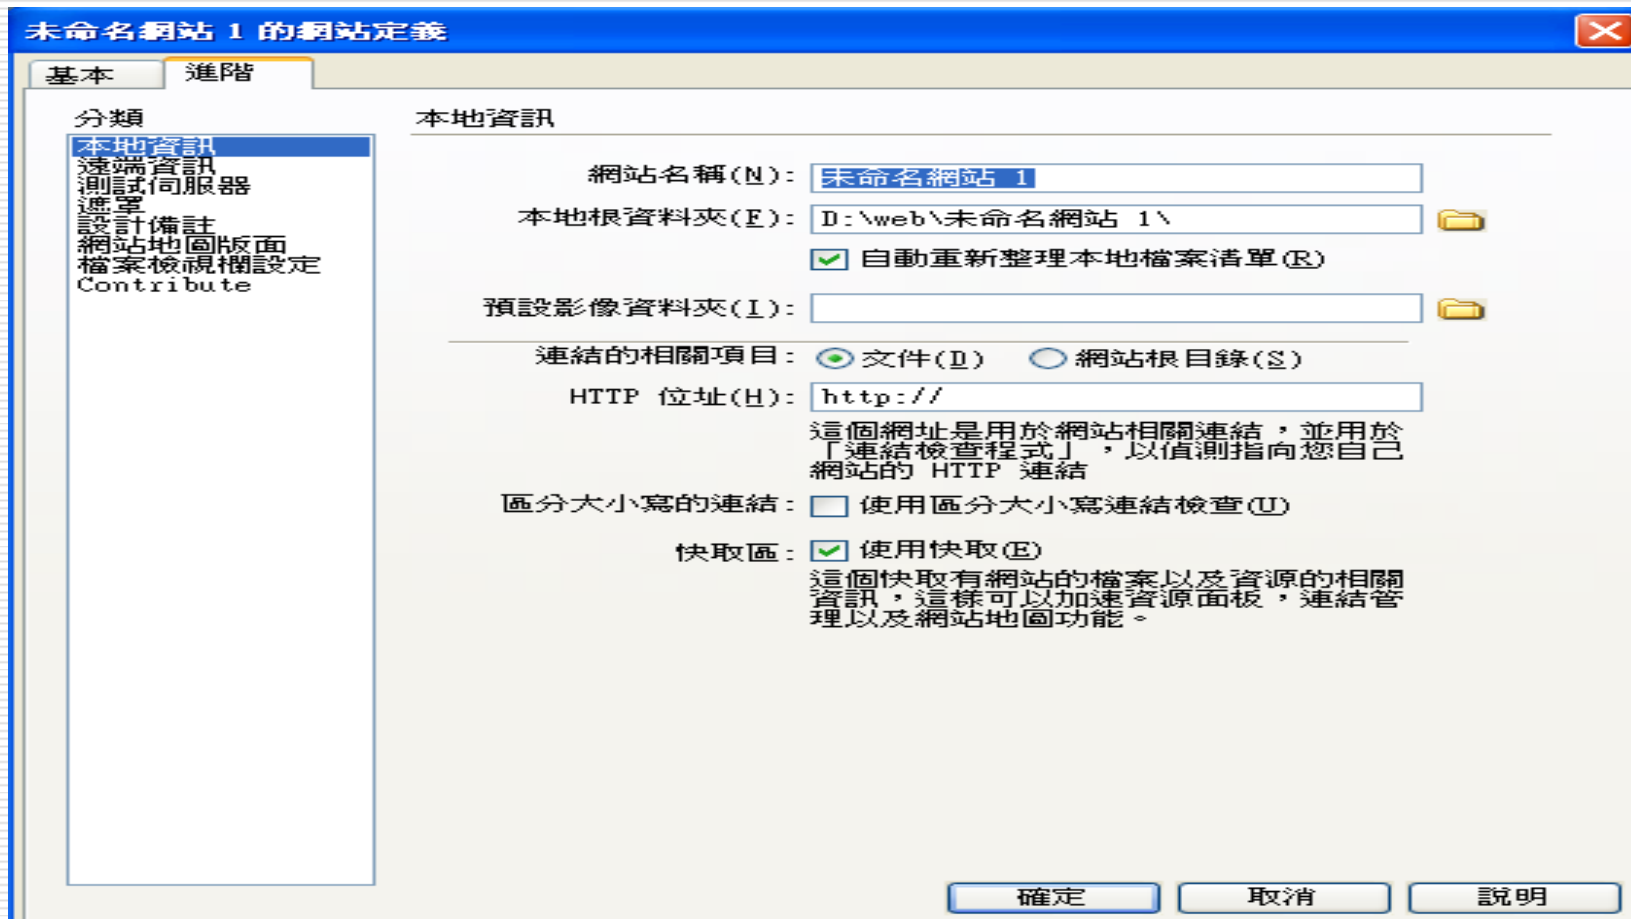 未命名網站 1 的網站定義
基本
進階
分類
本地資訊
遠端資訊
測試伺服器
遮罩
設計備註
網站地圖版面
檔案檢視欄設定
Contribute
本地資訊
網站名稱(N): 未命名網站 1
本地根資料夾(F): D:\web\未命名網站 1\
自動重新整理本地檔案清單(R)
預設影像資料夾(I):
連結的相關項目: 文件(D) 網站根目錄(S)
HTTP 位址(H): http://
這個網址是用於網站相關連結，並用於
「連結檢查程式」，以偵測指向您自己
網站的 HTTP 連結
區分大小寫的連結: 使用區分大小寫連結檢查(U)
快取區: 使用快取(E)
這個快取有網站的檔案以及資源的相關
資訊，這樣可以加速資源面板，連結管
理以及網站地圖功能。
確定 取消 說明